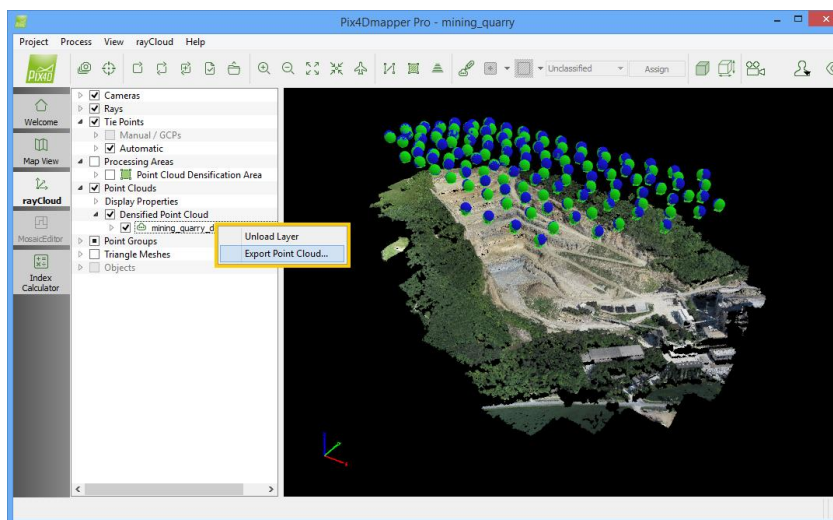 Pix4Dmapper Pro - mining_quarry
Project Process View rayCloud Help
Unclassified
Assign
PIX4D
Welcome
Map View
rayCloud
MosaicEditor
Index
Calculator
Cameras
Rays
Tie Points
Manual / GCPs
Automatic
Processing Areas
Point Cloud Densification Area
Point Clouds
Display Properties
Densified Point Cloud
mining_quarry_d
Point Groups
Triangle Meshes
Objects
Unload Layer
Export Point Cloud...